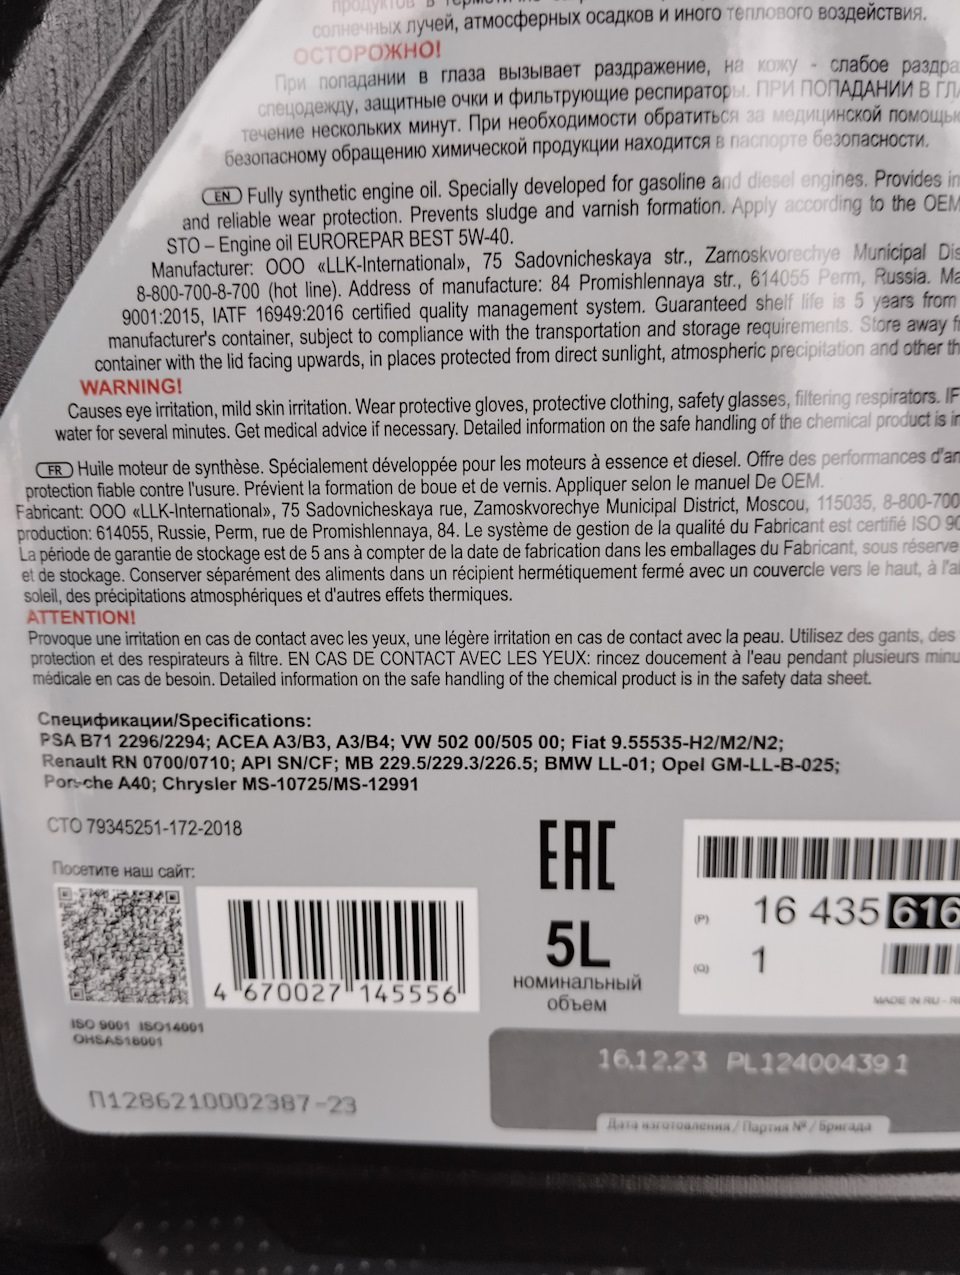 продуктов в
солнечных лучей, атмосферных осадков и иного теплового воздействия.
ОСТОРОЖНО!
При попадании в глаза вызывает раздражение, на кожу - слабое раздра
спецодежду, защитные очки и фильтрующие респираторы. ПРИ ПОПАДАНИИ В ГЛА
течение нескольких минут. При необходимости обратиться за медицинской помощью
безопасному обращению химической продукции находится в паспорте безопасности.
EN Fully synthetic engine oil. Specially developed for gasoline and diesel engines. Provides in
and reliable wear protection. Prevents sludge and varnish formation. Apply according to the OEM
STO – Engine oil EUROREPAR BEST 5W-40.
Manufacturer: OOO «LLK-International», 75 Sadovnicheskaya str., Zamoskvorechye Municipal Dis
8-800-700-8-700 (hot line). Address of manufacture: 84 Promishlennaya str., 614055 Perm, Russia. Ma
9001:2015, IATF 16949:2016 certified quality management system. Guaranteed shelf life is 5 years from
manufacturer's container, subject to compliance with the transportation and storage requirements. Store away f
container with the lid facing upwards, in places protected from direct sunlight, atmospheric precipitation and other th
WARNING!
Causes eye irritation, mild skin irritation. Wear protective gloves, protective clothing, safety glasses, filtering respirators. IF
water for several minutes. Get medical advice if necessary. Detailed information on the safe handling of the chemical product is in
FR Huile moteur de synthèse. Spécialement développée pour les moteurs à essence et diesel. Offre des performances d'an
protection fiable contre l'usure. Prévient la formation de boue et de vernis. Appliquer selon le manuel De OEM.
Fabricant: OOO «LLK-International», 75 Sadovnicheskaya rue, Zamoskvorechye Municipal District, Moscou, 115035, 8-800-700
production: 614055, Russie, Perm, rue de Promishlennaya, 84. Le système de gestion de la qualité du Fabricant est certifié ISO 90
La période de garantie de stockage est de 5 ans à compter de la date de fabrication dans les emballages du Fabricant, sous réserve
et de stockage. Conserver séparément des aliments dans un récipient hermétiquement fermé avec un couvercle vers le haut, à l'a
soleil, des précipitations atmosphériques et d'autres effets thermiques.
ATTENTION!
Provoque une irritation en cas de contact avec les yeux, une légère irritation en cas de contact avec la peau. Utilisez des gants, des
protection et des respirateurs à filtre. EN CAS DE CONTACT AVEC LES YEUX: rincez doucement à l'eau pendant plusieurs minu
médicale en cas de besoin. Detailed information on the safe handling of the chemical product is in the safety data sheet.
Спецификации/Specifications:
PSA B71 2296/2294; ACEA A3/B3, A3/B4; VW 502 00/505 00; Fiat 9.55535-H2/M2/N2;
Renault RN 0700/0710; API SN/CF; MB 229.5/229.3/226.5; BMW LL-01; Opel GM-LL-B-025;
Porsche A40; Chrysler MS-10725/MS-12991
СТО 79345251-172-2018
Посетите наш сайт:
EAC
5L
номинальный
объем
(P) 16 435 616
(Q) 1
MADE IN RU - R
4 670027 145556
ISO 9001 ISO14001
OHSAS18001
16.12.23 PL12400439 1
П1286210002387-23
Дата изготовления / Партия № / Бригада